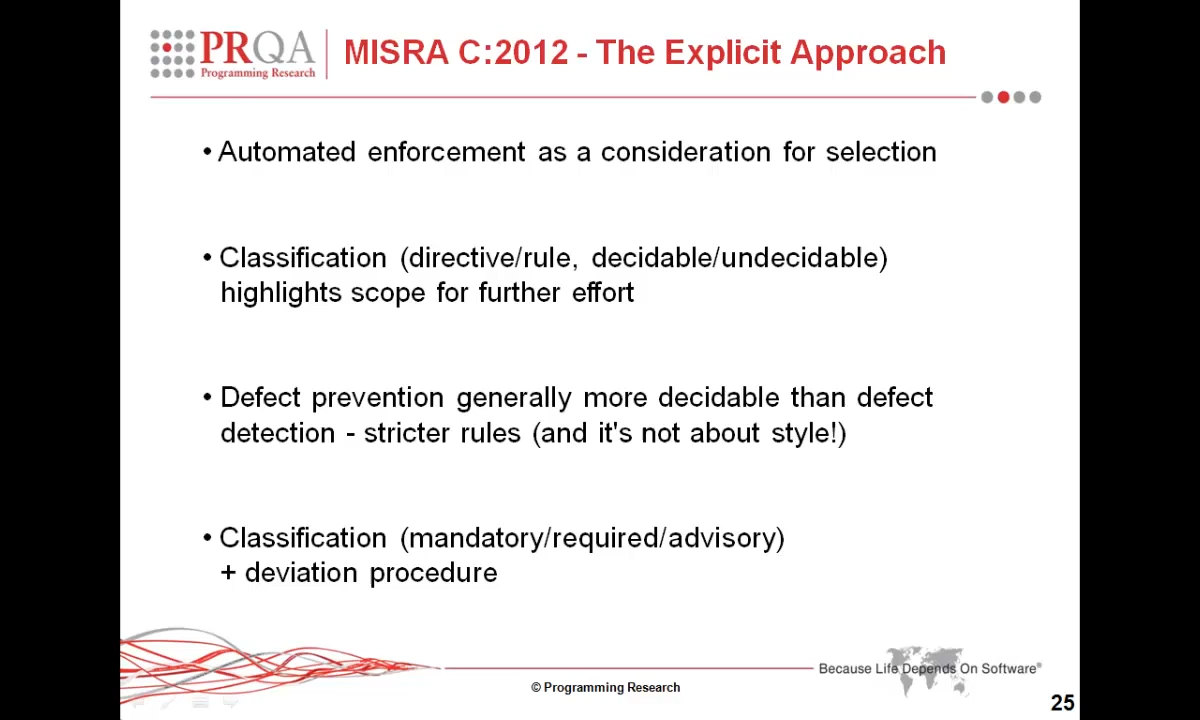 PRQA
Programming Research
MISRA C:2012 - The Explicit Approach
• Automated enforcement as a consideration for selection
• Classification (directive/rule, decidable/undecidable)
highlights scope for further effort
• Defect prevention generally more decidable than defect
detection - stricter rules (and it's not about style!)
• Classification (mandatory/required/advisory)
+ deviation procedure
Because Life Depends On Software®
© Programming Research
25